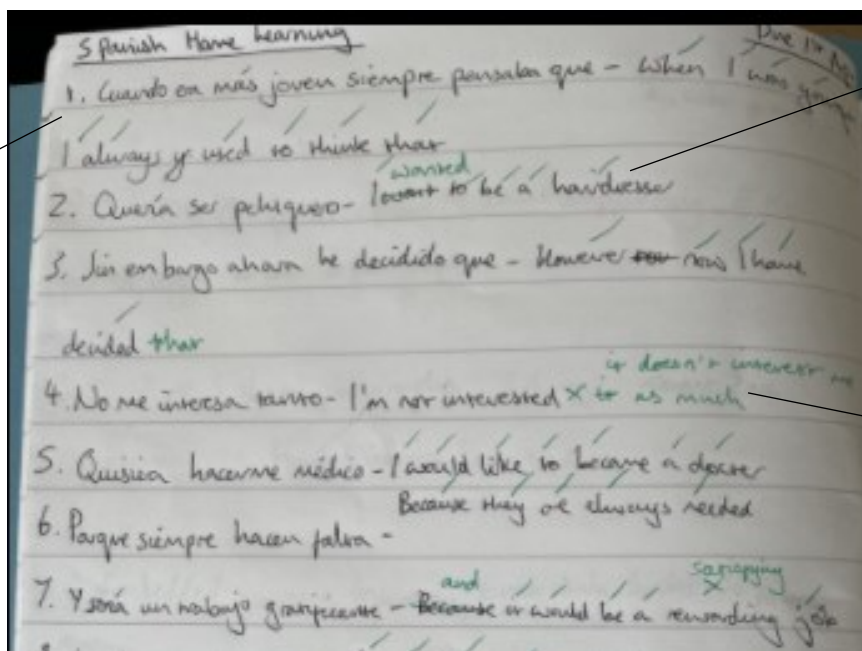 Spanish Home Learning
Due 1st
1. Cuando era más joven siempre pensaba que - When I was young
I always used to think that
wanted
2. Quería ser peluquero - I want to be a hairdresser
3. Sin embargo ahora he decidido que - However now I have
decided that
it doesn't interest me
4. No me interesa tanto - I'm not interested x it as much
5. Quisiera hacerme médico - I would like to become a doctor
Because they are always needed
6. Porque siempre hacen falta -
and satisfying
7. Y sería un trabajo gratificante - Because it would be a rewarding job